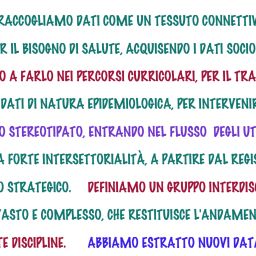 RACCOGLIAMO DATI COME UN TESSUTO CONNETTIV
R IL BISOGNO DI SALUTE, ACQUISENDO I DATI SOCIO
O A FARLO NEI PERCORSI CURRICOLARI, PER IL TRA
DATI DI NATURA EPIDEMIOLOGICA, PER INTERVENIR
O STEREOTIPATO, ENTRANDO NEL FLUSSO DEGLI UT
A FORTE INTERSETTORIALITÀ, A PARTIRE DAL REGIS
O STRATEGICO. DEFINIAMO UN GRUPPO INTERDISC
VASTO E COMPLESSO, CHE RESTITUISCE L'ANDAMEN
TE DISCIPLINE. ABBIAMO ESTRATTO NUOVI DATA